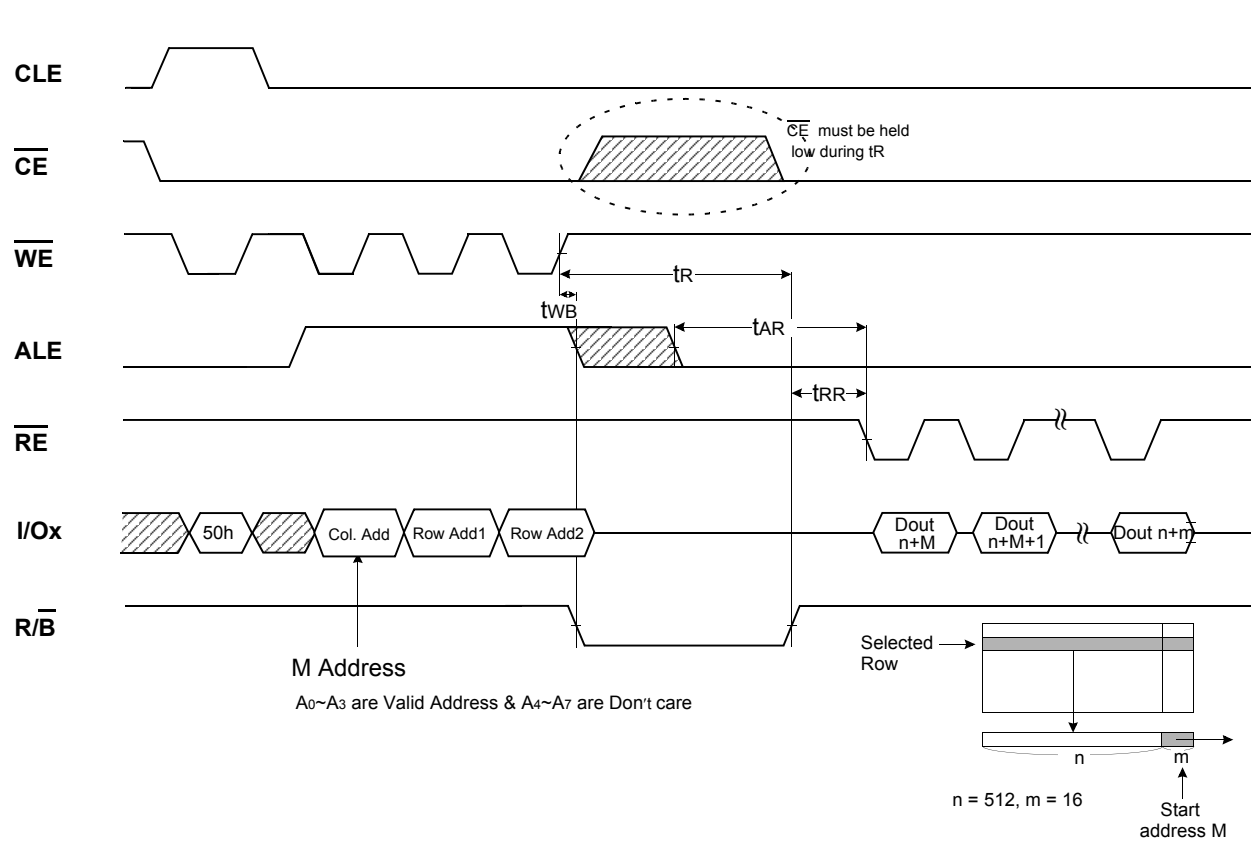 CLE
CE
CE must be held
low during tR
WE
tR
tWB
ALE
tAR
tRR
RE
I/Ox
50h
Col. Add
Row Add1
Row Add2
Dout
n+M
Dout
n+M+1
Dout n+m
R/B
M Address
A0~A3 are Valid Address & A4~A7 are Don't care
Selected
Row
n
m
n = 512, m = 16
Start
address M